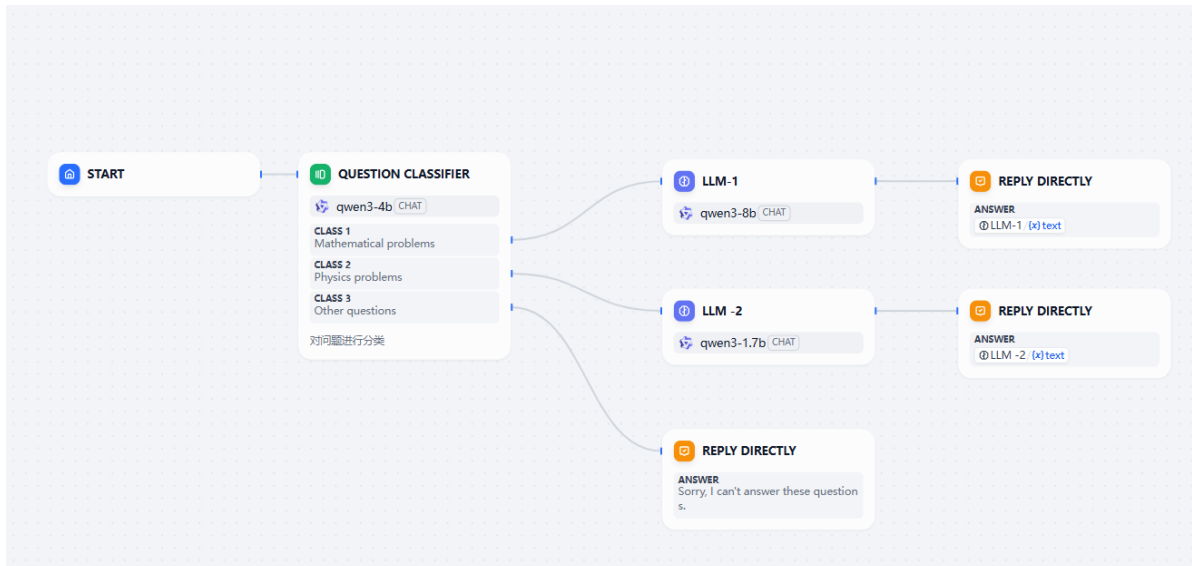 START
QUESTION CLASSIFIER
qwen3-4b CHAT
CLASS 1
Mathematical problems
CLASS 2
Physics problems
CLASS 3
Other questions
对问题进行分类
LLM-1
qwen3-8b CHAT
REPLY DIRECTLY
ANSWER
LLM-1 {x} text
LLM -2
qwen3-1.7b CHAT
REPLY DIRECTLY
ANSWER
LLM -2 {x} text
REPLY DIRECTLY
ANSWER
Sorry, I can't answer these question
s.